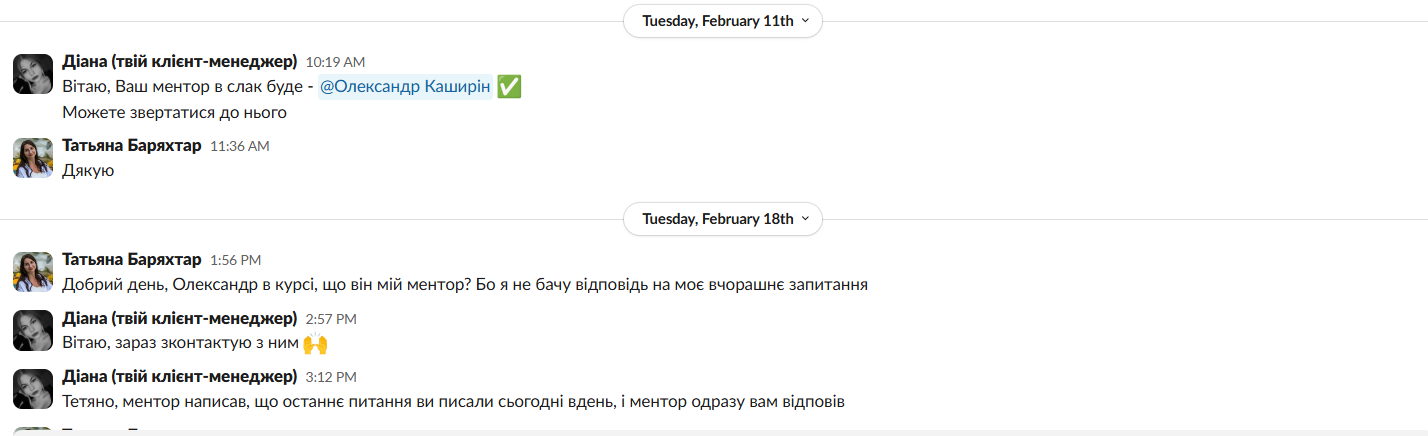 Tuesday, February 11th
Діана (твій клієнт-менеджер) 10:19 AM
Вітаю, Ваш ментор в слак буде - @Олександр Каширін ✅
Можете звертатися до нього
Татьяна Баряхтар 11:36 AM
Дякую
Tuesday, February 18th
Татьяна Баряхтар 1:56 PM
Добрий день, Олександр в курсі, що він мій ментор? Бо я не бачу відповідь на моє вчорашнє запитання
Діана (твій клієнт-менеджер) 2:57 PM
Вітаю, зараз зконтактую з ним 🙌
Діана (твій клієнт-менеджер) 3:12 PM
Тетяно, ментор написав, що останнє питання ви писали сьогодні вдень, і ментор одразу вам відповів